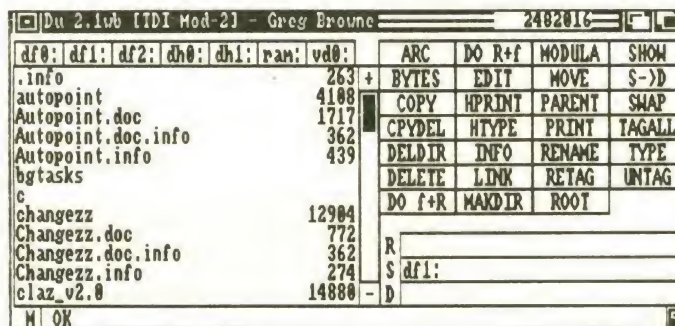 Du 2.1wb [TDI Mod-2] - Greg Browne 2482816
df0: df1: df2: dh0: dh1: ram: vd0:
.info 263 +
autopoint 4108
Autopoint.doc 1717
Autopoint.doc.info 362
Autopoint.info 439
bgtasks
c
changezz 12904
Changezz.doc 772
Changezz.doc.info 362
Changezz.info 274
claz_v2.0 14880 -
ARC DO R+f MODULA SHOW
BYTES EDIT MOVE S->D
COPY HPRINT PARENT SWAP
CPYDEL HTYPE PRINT TAGALL
DELDIR INFO RENAME TYPE
DELETE LINK RETAG UNTAG
DO f+R MAKDIR ROOT
R
S df1:
D
M OK